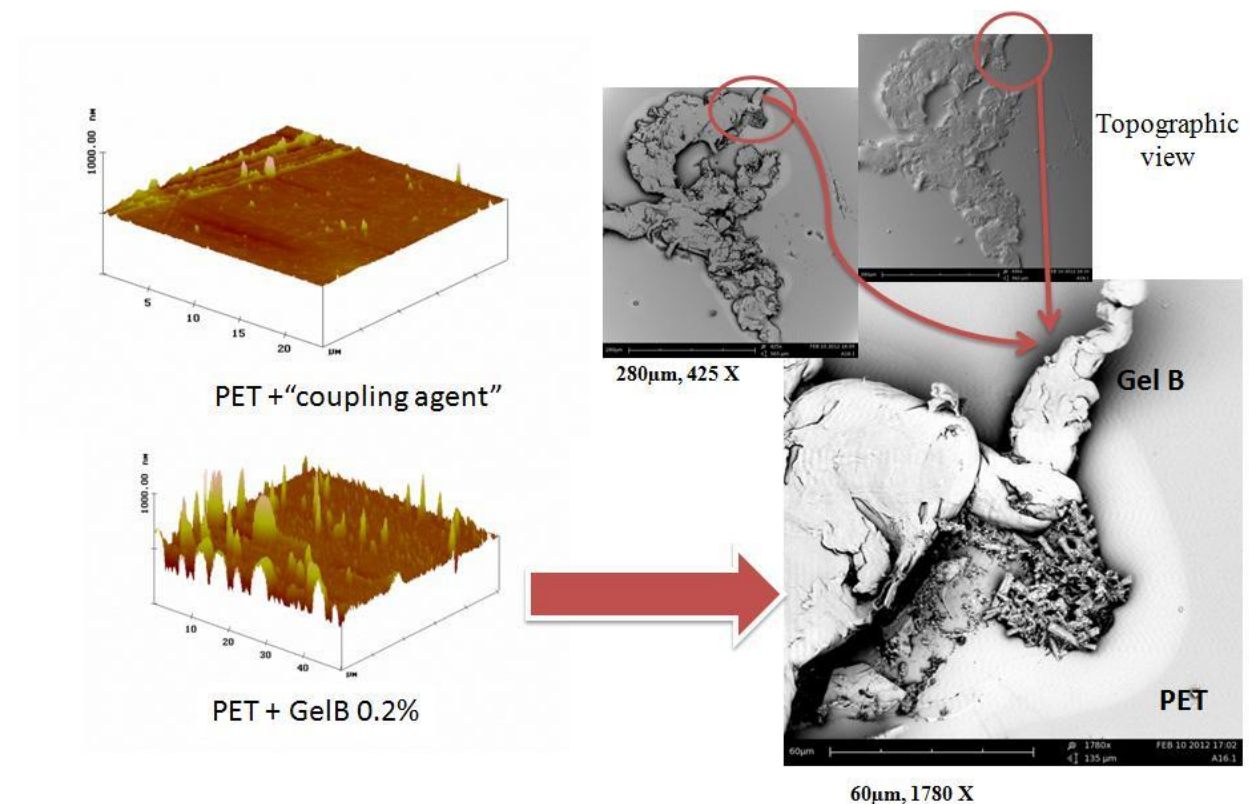 1000.00 nM
5
10
15
20
µM
PET +“coupling agent”
1000.00 nM
10
20
30
40
µM
PET + GelB 0.2%
Topographic
view
280µm, 425 X
Gel B
PET
60µm
1780x
FEB 10 2012 17:02
135 µm
A16.1
60µm, 1780 X